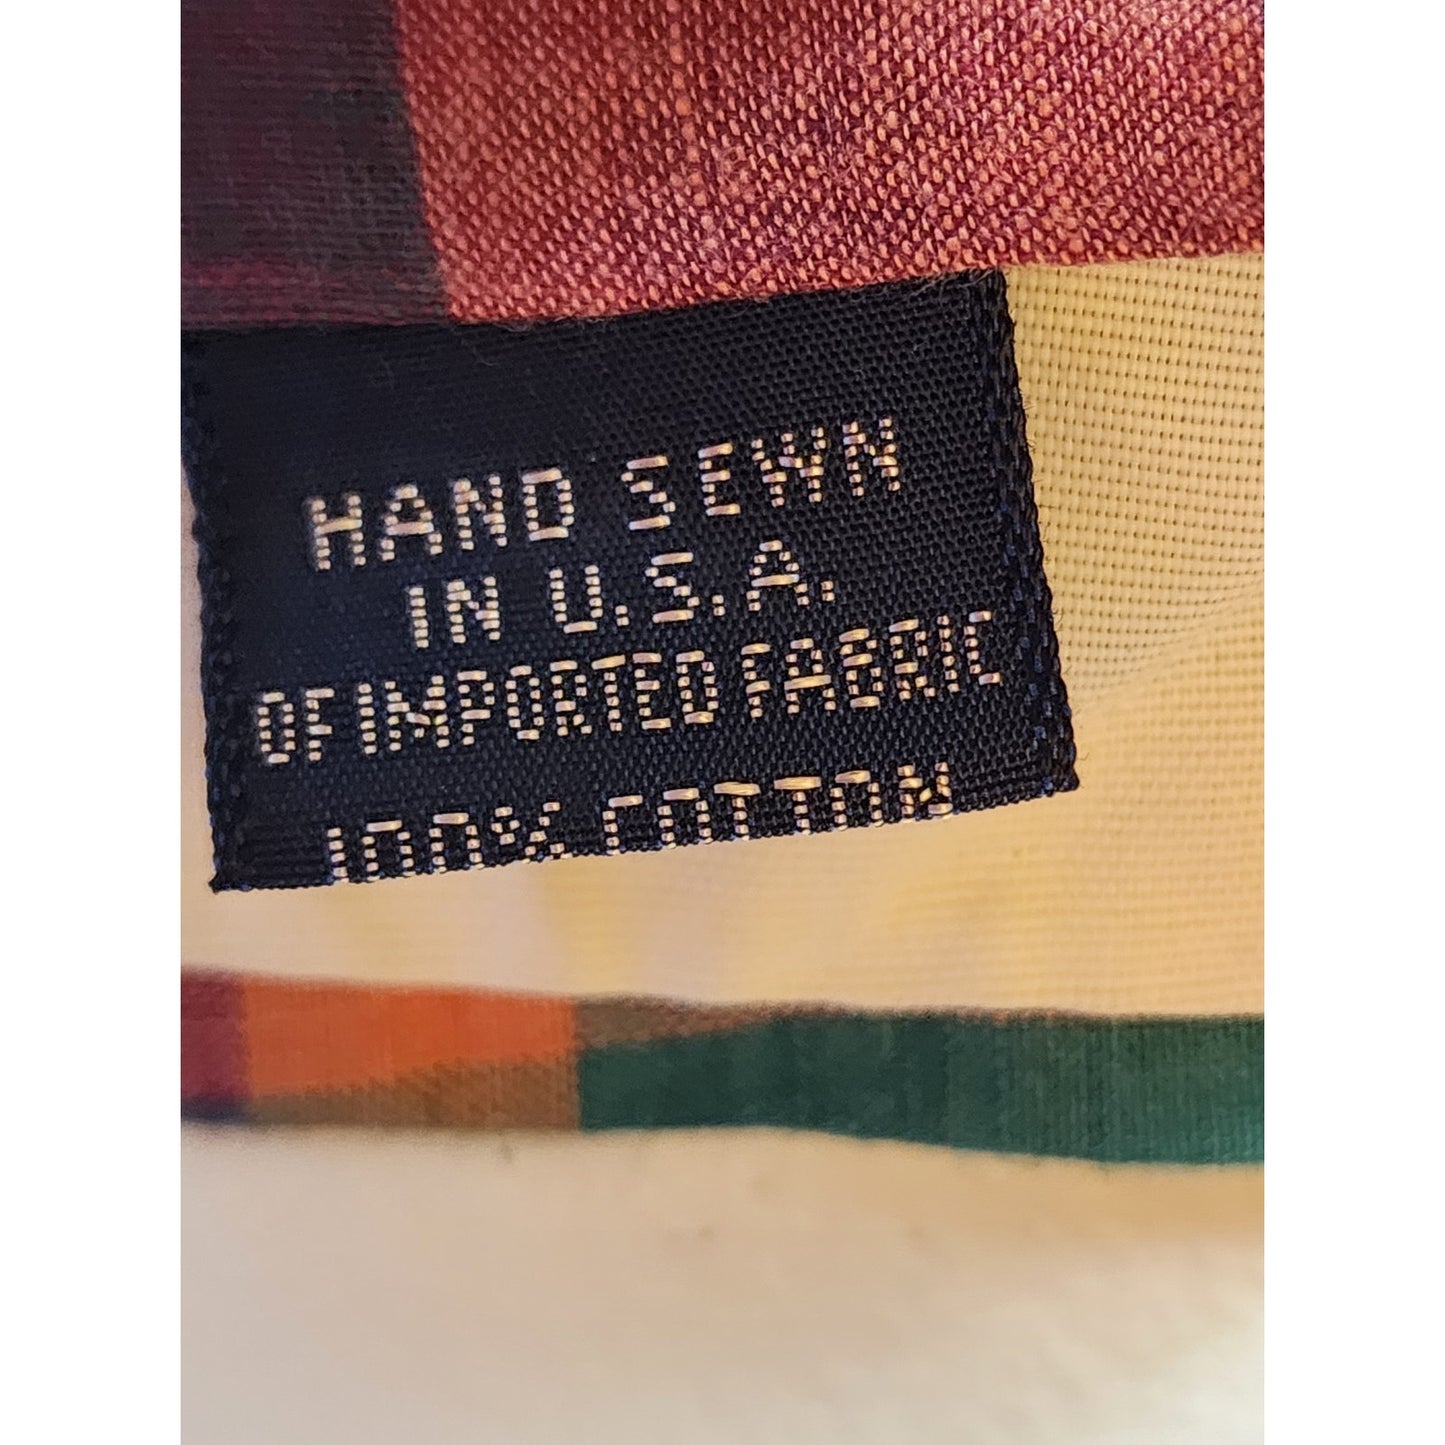 HAND SEWN
IN U.S.A.
OF IMPORTED FABRIC
100% COTTON